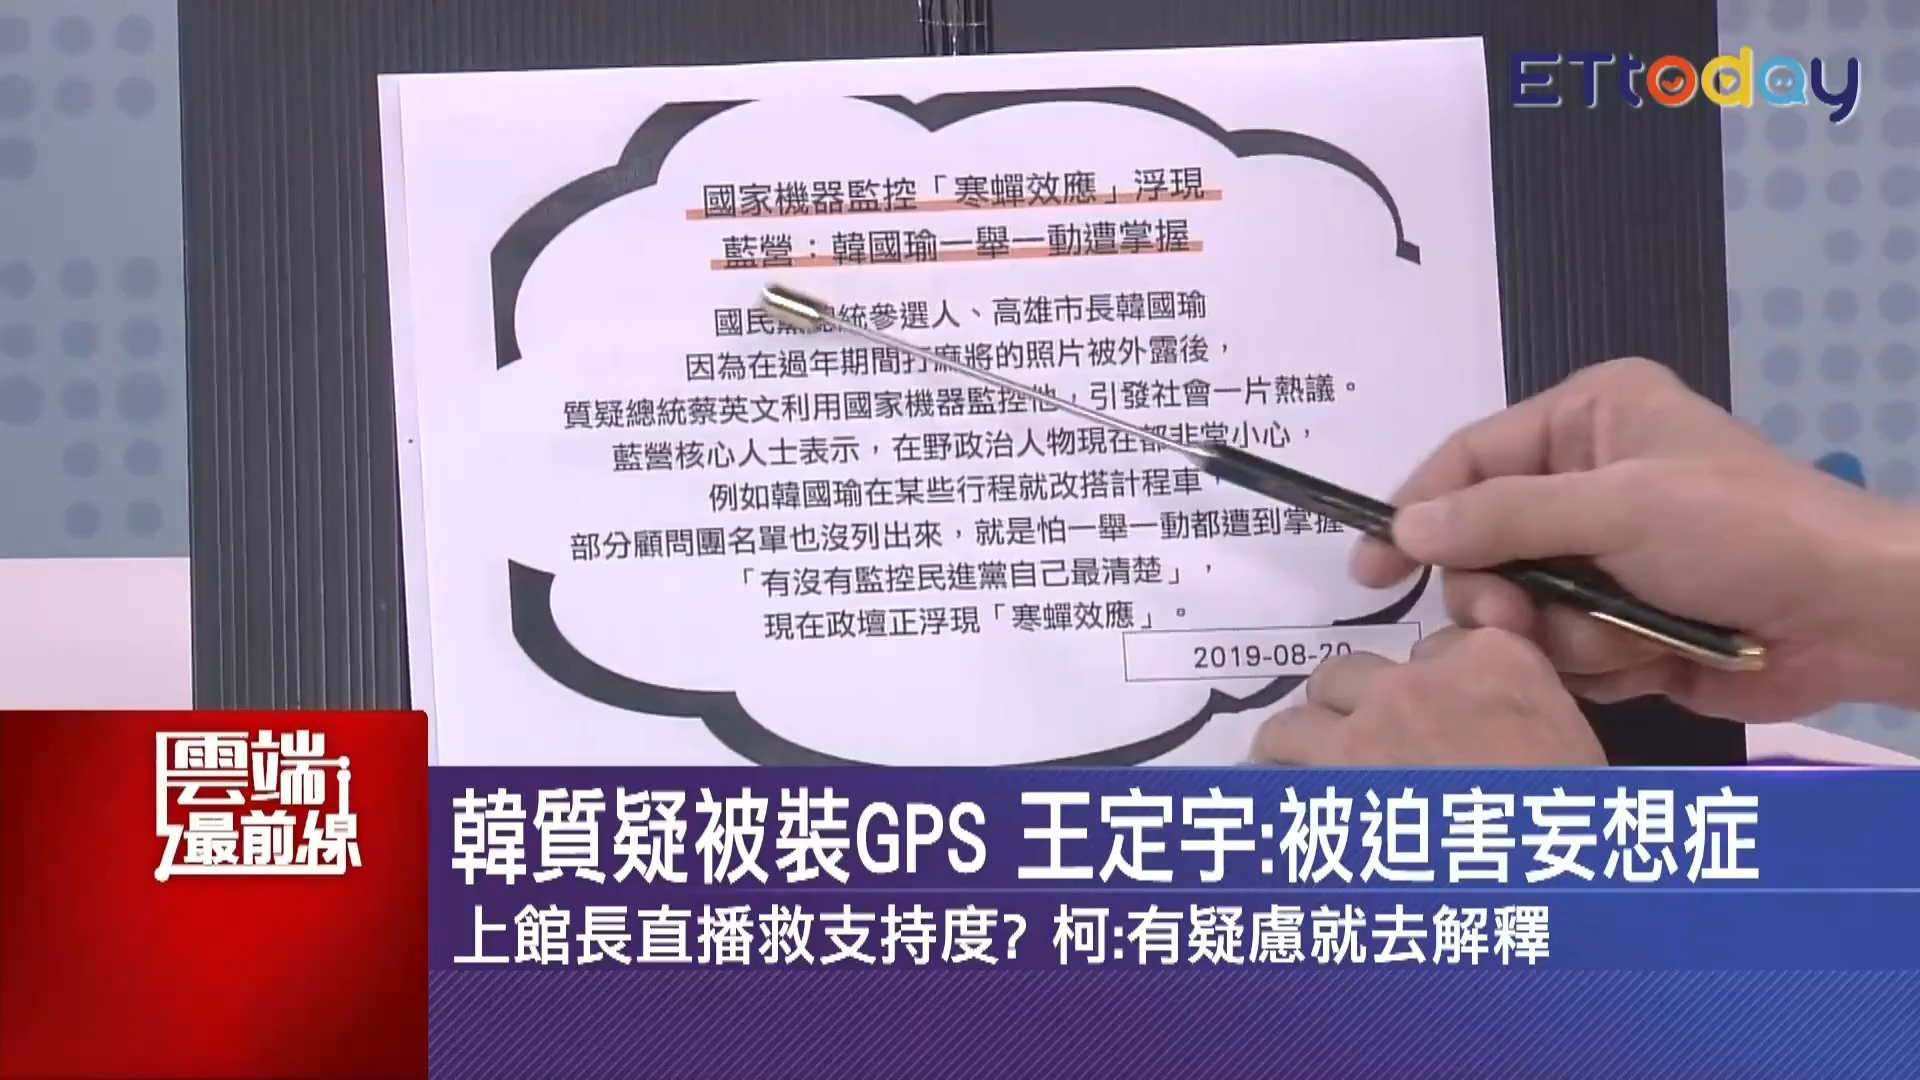 ETtoday
國家機器監控「寒蟬效應」浮現
藍營：韓國瑜一舉一動遭掌握
國民黨總統參選人、高雄市長韓國瑜
因為在過年期間打麻將的照片被外露後，
質疑總統蔡英文利用國家機器監控他，引發社會一片熱議。
藍營核心人士表示，在野政治人物現在都非常小心，
例如韓國瑜在某些行程就改搭計程車，
部分顧問團名單也沒列出來，就是怕一舉一動都遭到掌握
「有沒有監控民進黨自己最清楚」，
現在政壇正浮現「寒蟬效應」。
2019-08-20
雲端
最前線
韓質疑被裝GPS 王定宇:被迫害妄想症
上館長直播救支持度? 柯:有疑慮就去解釋